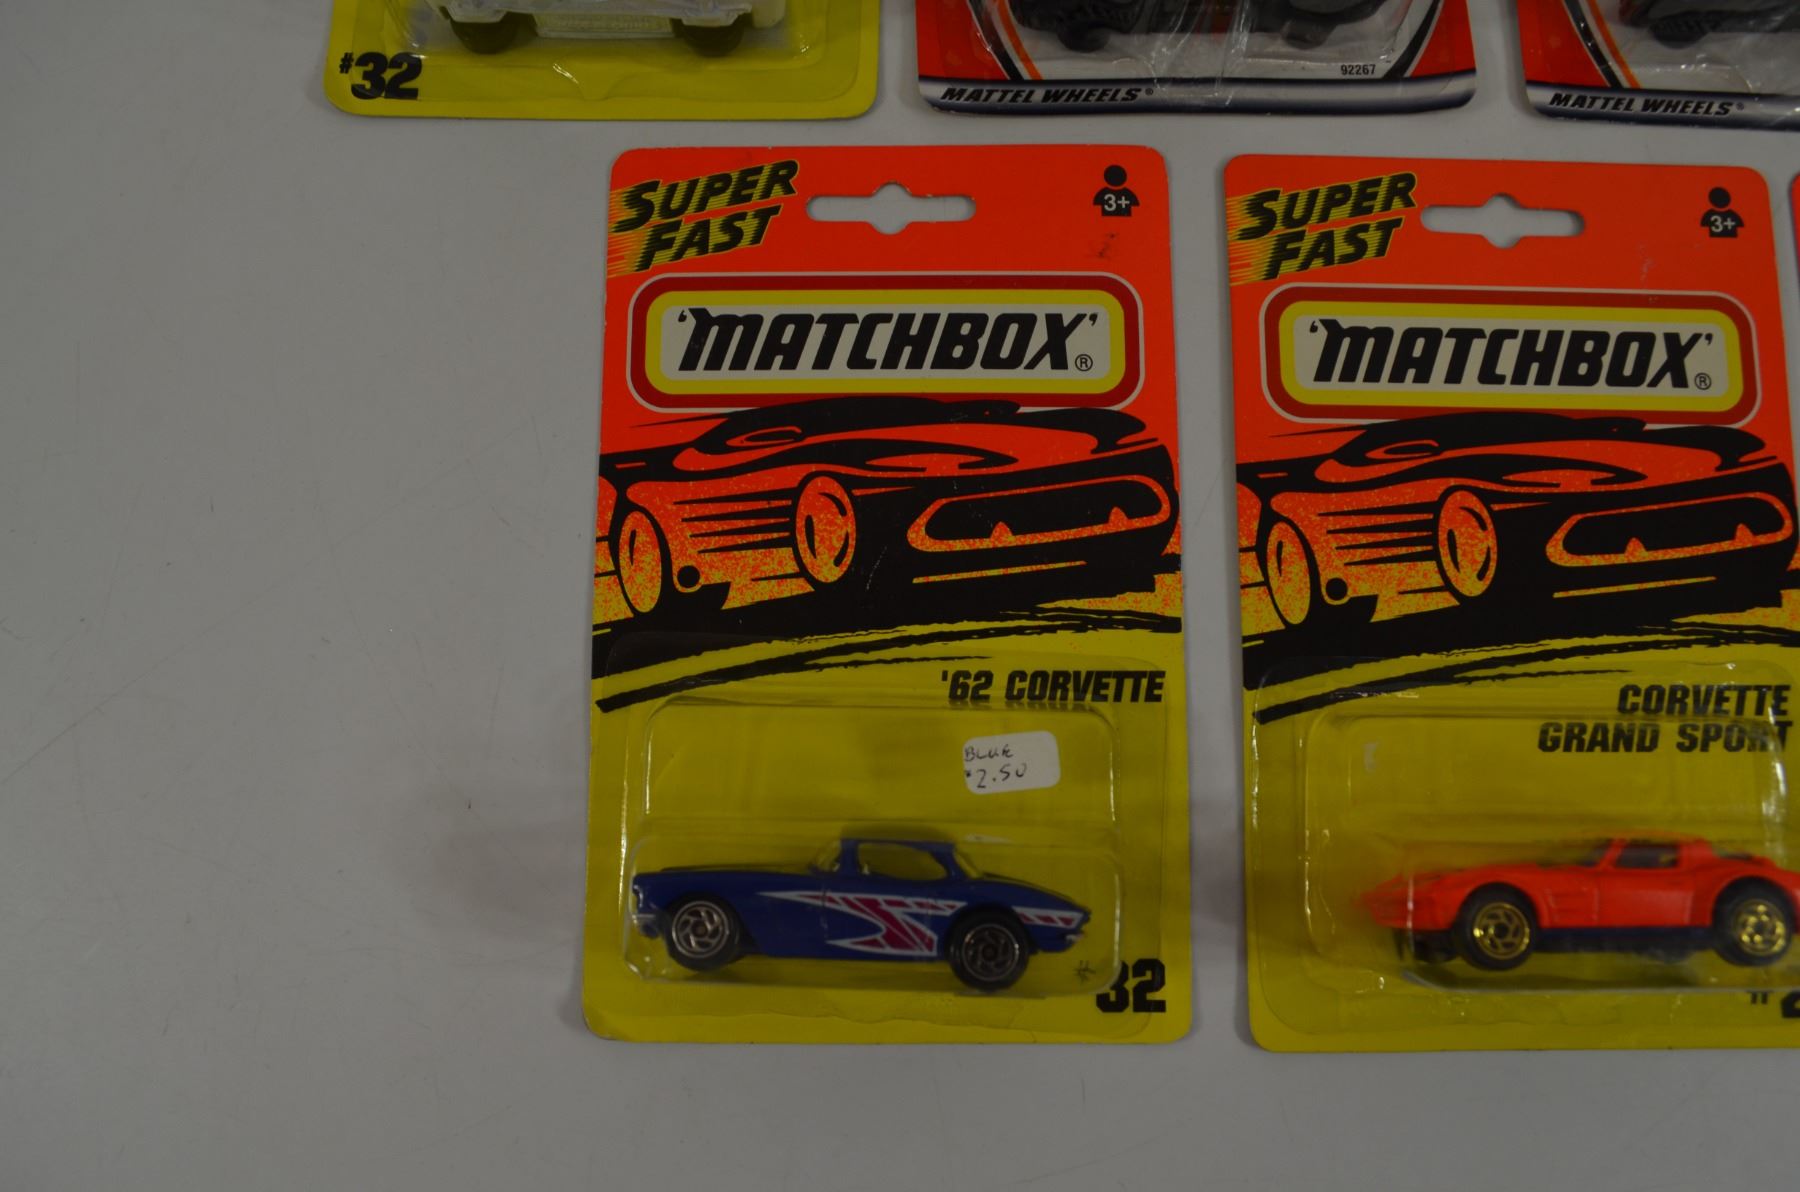 #32
92267
MATTEL WHEELS®
MATTEL WHEELS®
SUPER
FAST
3+
'MATCHBOX'®
'62 CORVETTE
BLUE
$2.50
#32
SUPER
FAST
3+
'MATCHBOX'®
CORVETTE
GRAND SPORT
#2